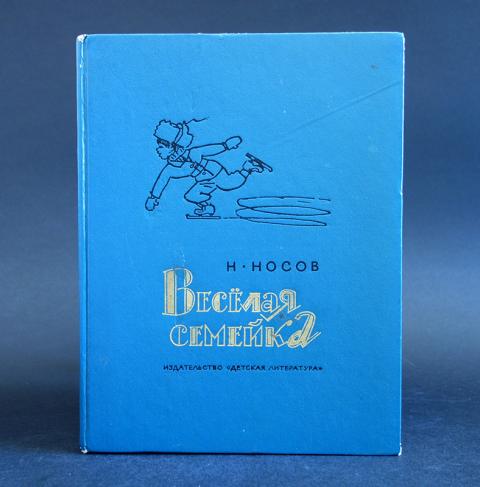 Н · НОСОВ
ВЕСЁЛАЯ
СЕМЕЙКА
ИЗДАТЕЛЬСТВО «ДЕТСКАЯ ЛИТЕРАТУРА»